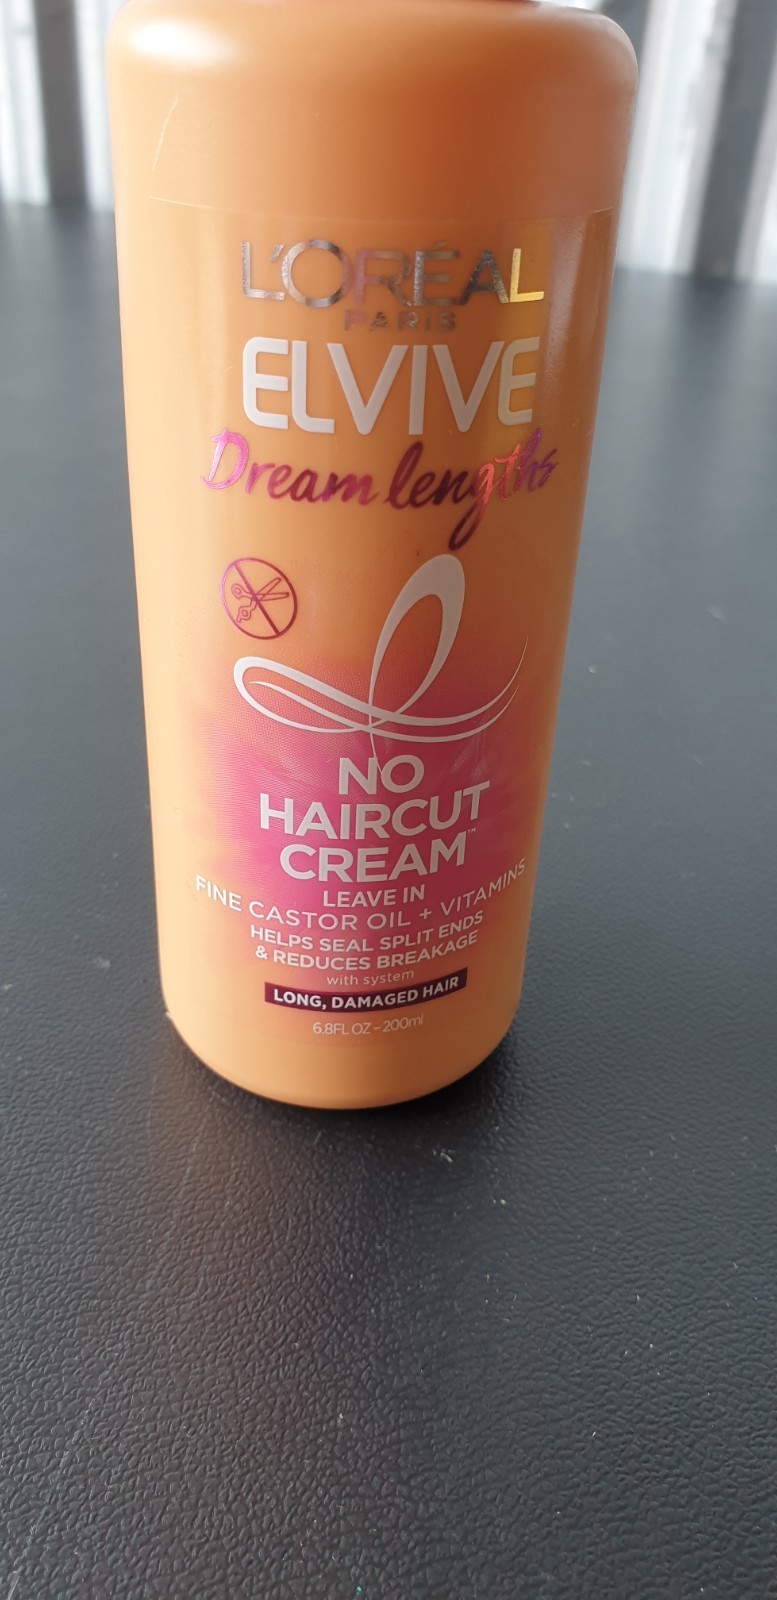 L'ORÉAL
PARIS
ELVIVE
Dream lengths
NO
HAIRCUT
CREAM™
LEAVE IN
FINE CASTOR OIL + VITAMINS
HELPS SEAL SPLIT ENDS
& REDUCES BREAKAGE
with system
LONG, DAMAGED HAIR
6.8FL OZ - 200ml